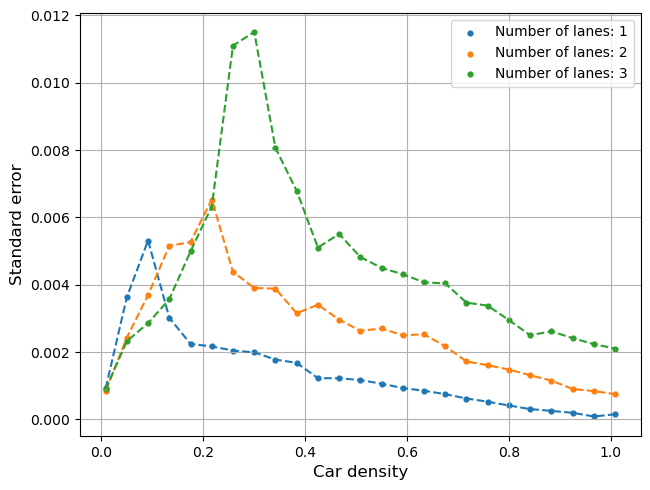 Number of lanes: 1
Number of lanes: 2
Number of lanes: 3
0.012
0.010
0.008
0.006
0.004
0.002
0.000
Standard error
0.0 0.2 0.4 0.6 0.8 1.0
Car density